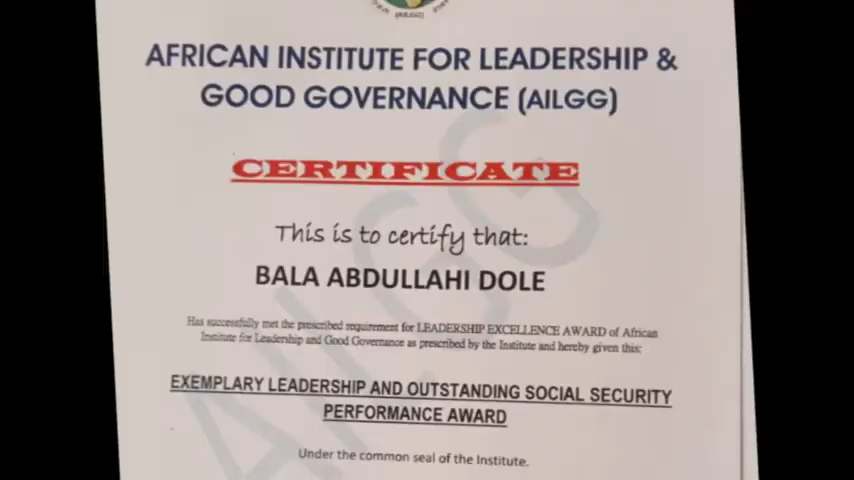 (AILGG)
AFRICAN INSTITUTE FOR LEADERSHIP &
GOOD GOVERNANCE (AILGG)
CERTIFICATE
This is to certify that:
BALA ABDULLAHI DOLE
Has successfully met the prescribed requirement for LEADERSHIP EXCELLENCE AWARD of African
Institute for Leadership and Good Governance as prescribed by the Institute and hereby given this:
EXEMPLARY LEADERSHIP AND OUTSTANDING SOCIAL SECURITY
PERFORMANCE AWARD
Under the common seal of the Institute.
AILGG